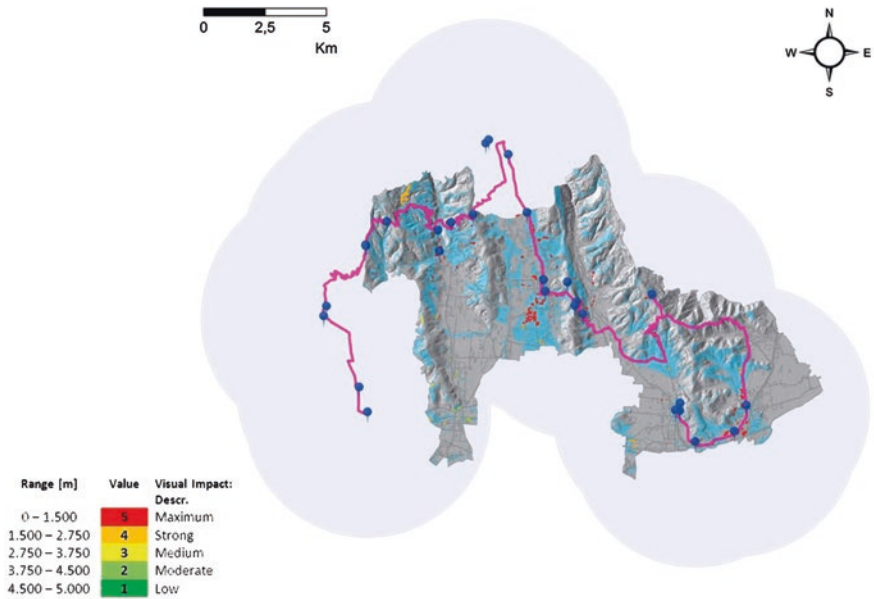 0 2,5 5
Km
N
W E
S
Range [m] Value Visual Impact: Descr.
0 – 1.500 5 Maximum
1.500 – 2.750 4 Strong
2.750 – 3.750 3 Medium
3.750 – 4.500 2 Moderate
4.500 – 5.000 1 Low